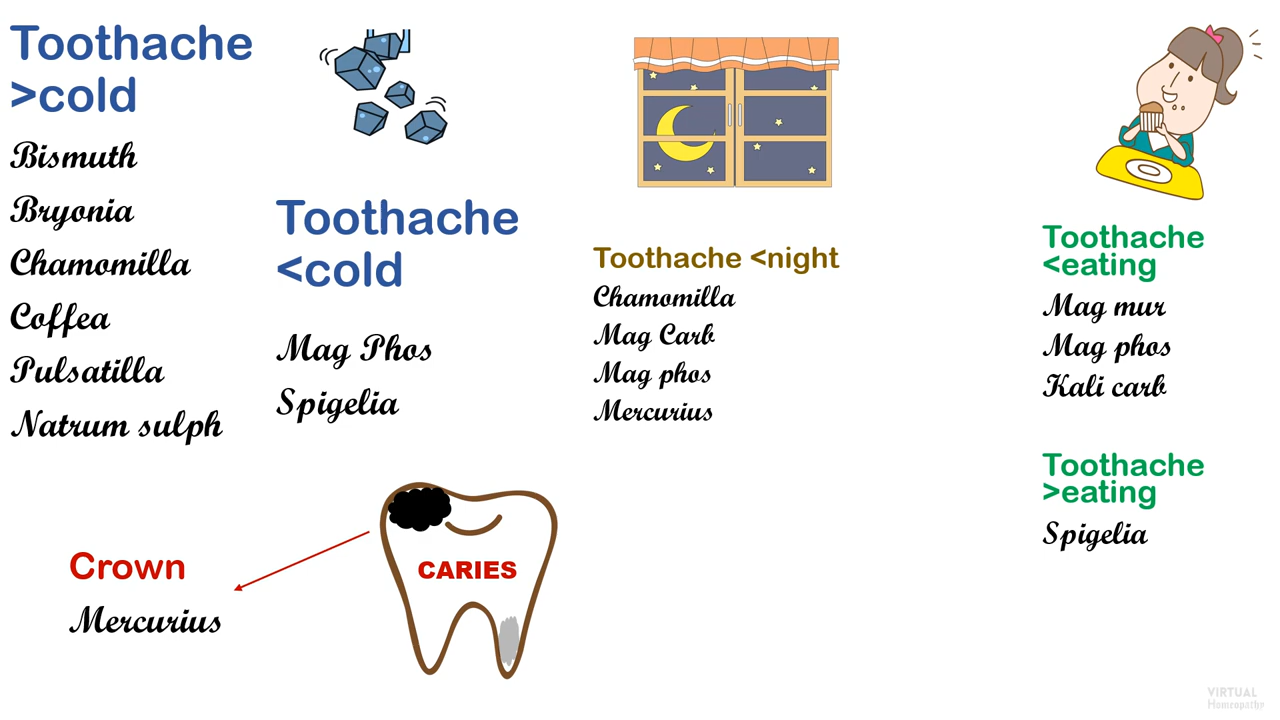 Toothache
>cold
Bismuth
Bryonia
Chamomilla
Coffea
Pulsatilla
Natrum sulph
Toothache
<cold
Mag Phos
Spigelia
Toothache <night
Chamomilla
Mag Carb
Mag phos
Mercurius
Toothache
<eating
Mag mur
Mag phos
Kali carb
Toothache
>eating
Spigelia
Crown
Mercurius
CARIES
VIRTUAL
Homeopathy